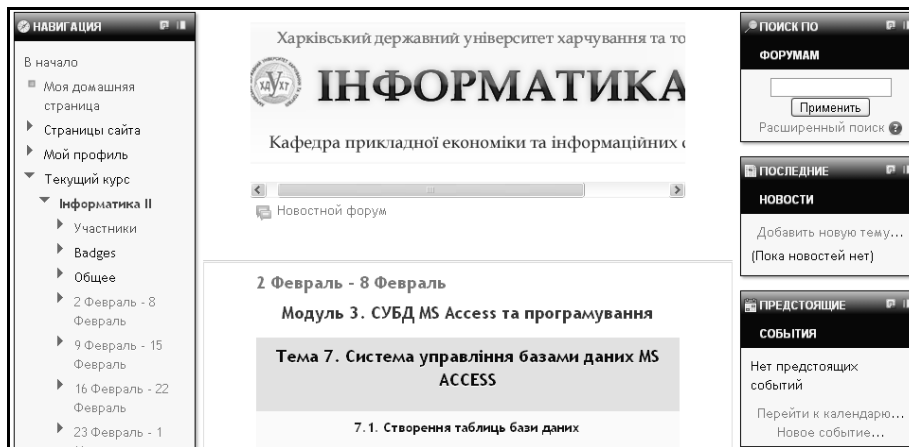 НАВИГАЦИЯ
В начало
Моя домашняя
страница
Страницы сайта
Мой профиль
Текущий курс
Інформатика II
Участники
Badges
Общее
2 Февраль - 8
Февраль
9 Февраль - 15
Февраль
16 Февраль - 22
Февраль
23 Февраль - 1
Харківський державний університет харчування та то
ХДУХТ
ІНФОРМАТИКА
Кафедра прикладної економіки та інформаційних с
Новостной форум
2 Февраль - 8 Февраль
Модуль 3. СУБД MS Access та програмування
Тема 7. Система управління базами даних MS
ACCESS
7.1. Створення таблиць бази даних
ПОИСК ПО
ФОРУМАМ
Применить
Расширенный поиск ?
ПОСЛЕДНИЕ
НОВОСТИ
Добавить новую тему...
(Пока новостей нет)
ПРЕДСТОЯЩИЕ
СОБЫТИЯ
Нет предстоящих
событий
Перейти к календарю...
Новое событие...